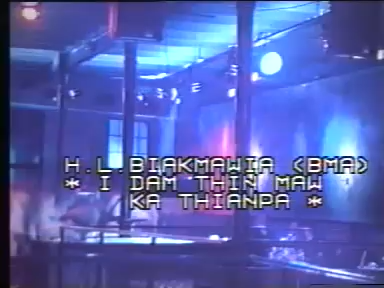 H.L.BIAKMAWIA (BMA)
* I DAM THIN MAW
KA THIANPA *